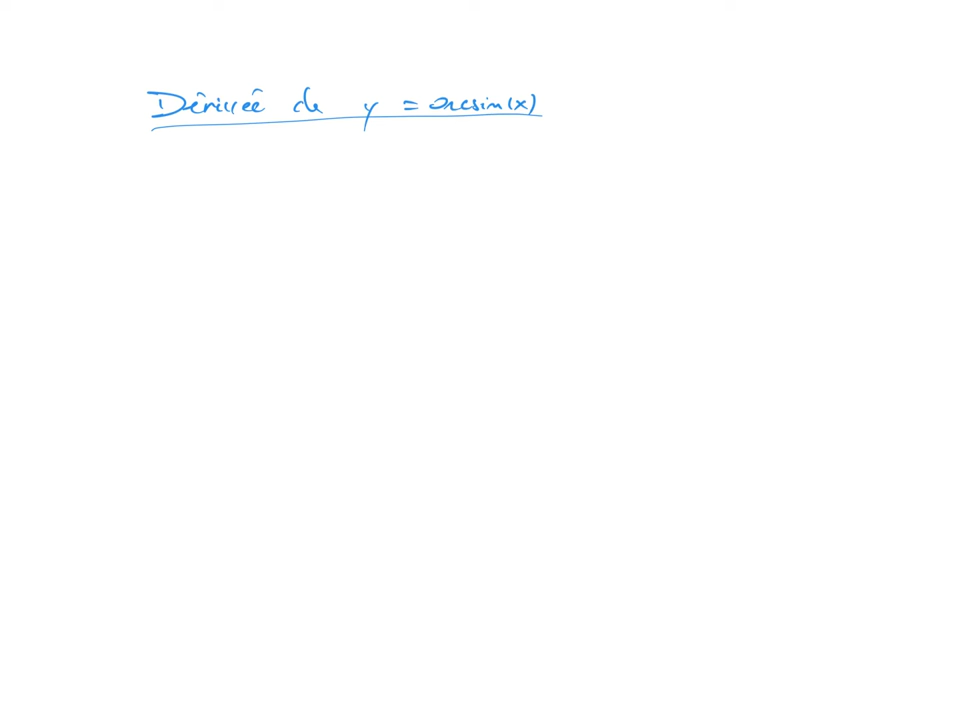 Dérivée de y = arcsin(x)